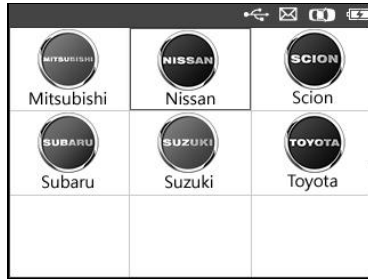 MITSUBISHI
NISSAN
SCION
Mitsubishi
Nissan
Scion
SUBARU
SUZUKI
TOYOTA
Subaru
Suzuki
Toyota